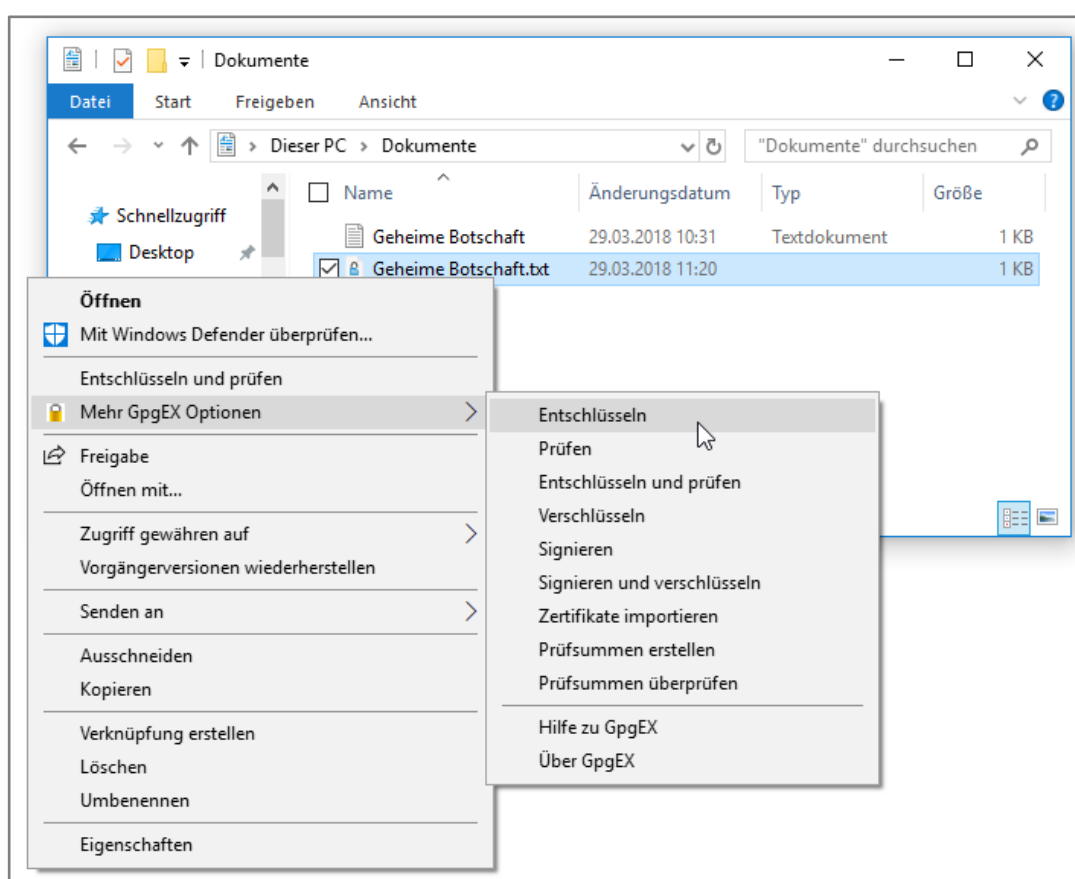 Dokumente
Datei Start Freigeben Ansicht
Dieser PC > Dokumente "Dokumente" durchsuchen
Name Änderungsdatum Typ Größe
Schnellzugriff
Geheime Botschaft 29.03.2018 10:31 Textdokument 1 KB
Desktop
Geheime Botschaft.txt 29.03.2018 11:20 1 KB
Öffnen
Mit Windows Defender überprüfen...
Entschlüsseln und prüfen
Mehr GpgEX Optionen
Freigabe
Öffnen mit...
Zugriff gewähren auf
Vorgängerversionen wiederherstellen
Senden an
Ausschneiden
Kopieren
Verknüpfung erstellen
Löschen
Umbenennen
Eigenschaften
Entschlüsseln
Prüfen
Entschlüsseln und prüfen
Verschlüsseln
Signieren
Signieren und verschlüsseln
Zertifikate importieren
Prüfsummen erstellen
Prüfsummen überprüfen
Hilfe zu GpgEX
Über GpgEX